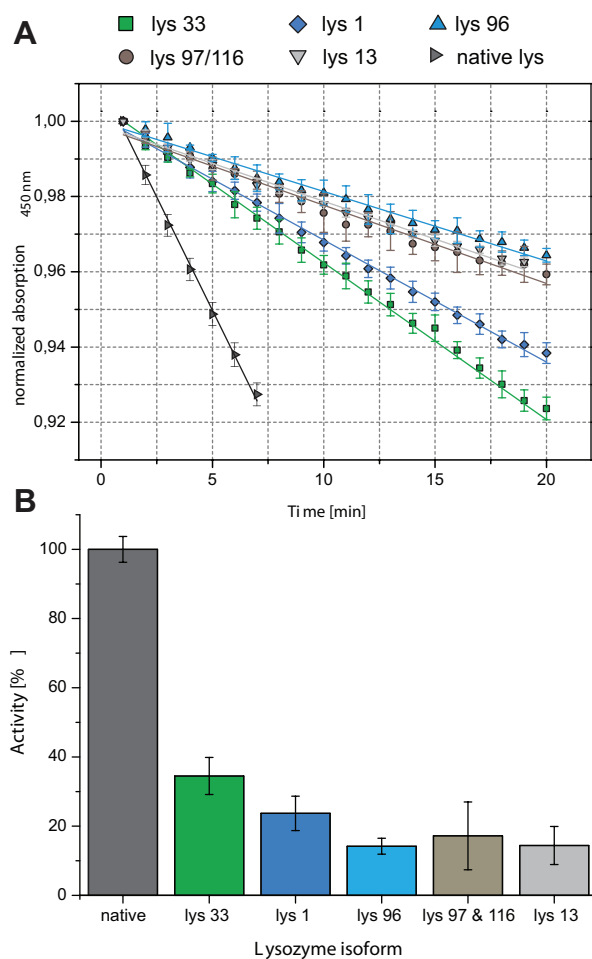 A
lys 33 lys 1 lys 96
lys 97/116 lys 13 native lys
1,00
0,98
0,96
0,94
0,92
normalized absorption 450 nm
0 5 10 15 20
Time [min]
B
100
80
60
40
20
0
Activity [% ]
native lys 33 lys 1 lys 96 lys 97 & 116 lys 13
Lysozyme isoform